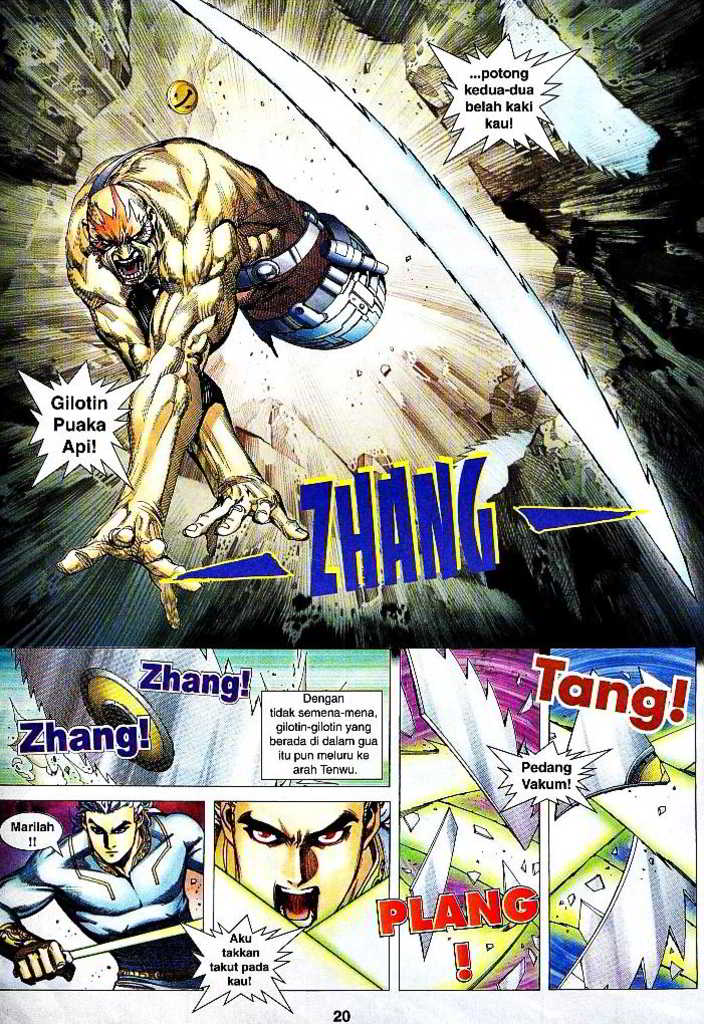 ...potong
kedua-dua
belah kaki
kau!
Gilotin
Puaka
Api!
ZHANG
Zhang!
Zhang!
Dengan
tidak semena-mena,
gilotin-gilotin yang
berada di dalam gua
itu pun meluru ke
arah Tenwu.
Marilah
!!
Aku
takkan
takut pada
kau!
Tang!
Pedang
Vakum!
PLANG
!
20